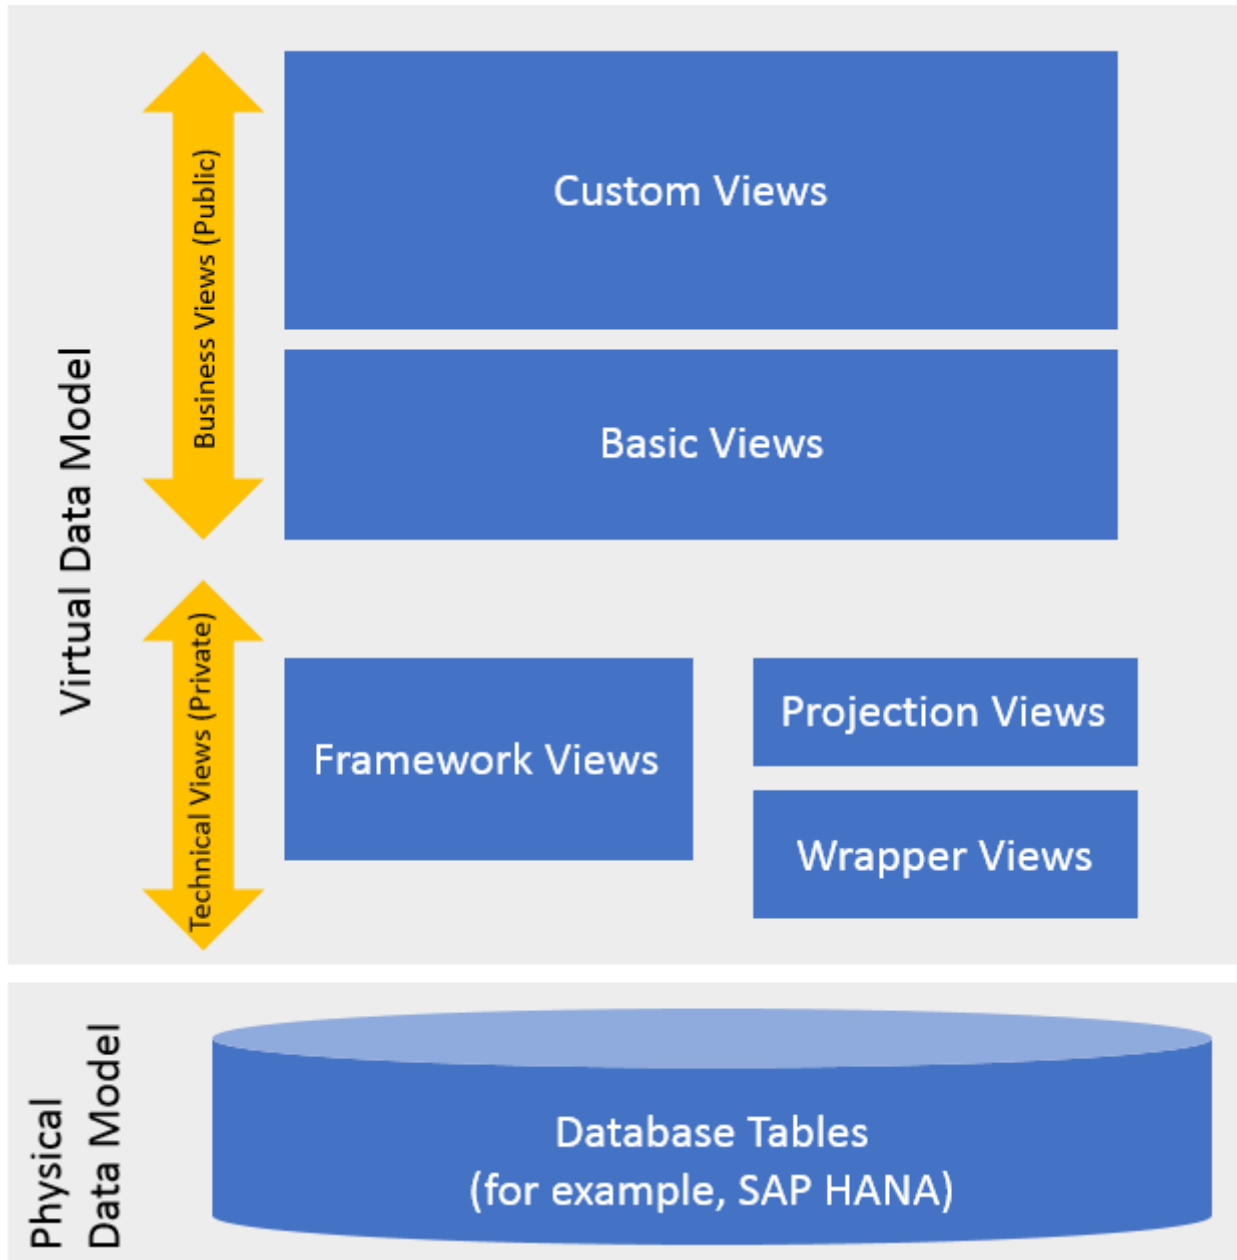 Virtual Data Model
Business Views (Public)
Custom Views
Basic Views
Technical Views (Private)
Framework Views
Projection Views
Wrapper Views
Physical
Data Model
Database Tables
(for example, SAP HANA)